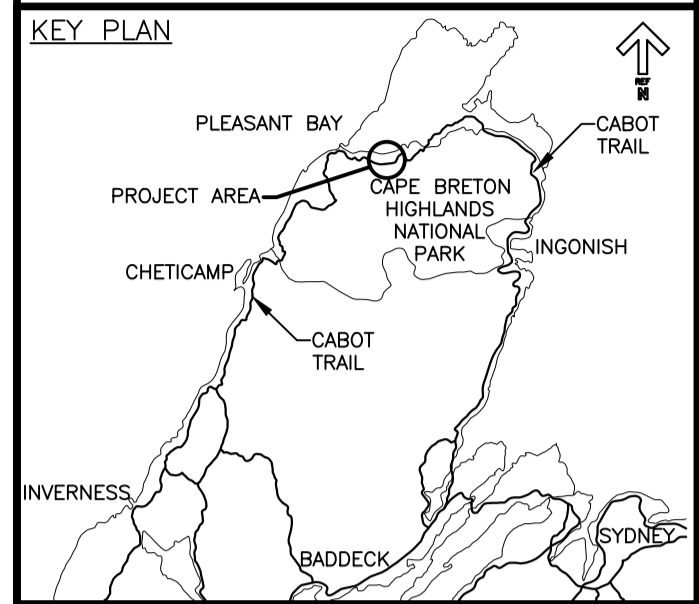 KEY PLAN
REF
N
PLEASANT BAY
CABOT
TRAIL
PROJECT AREA
CAPE BRETON
HIGHLANDS
NATIONAL
PARK
INGONISH
CHETICAMP
CABOT
TRAIL
INVERNESS
SYDNEY
BADDECK